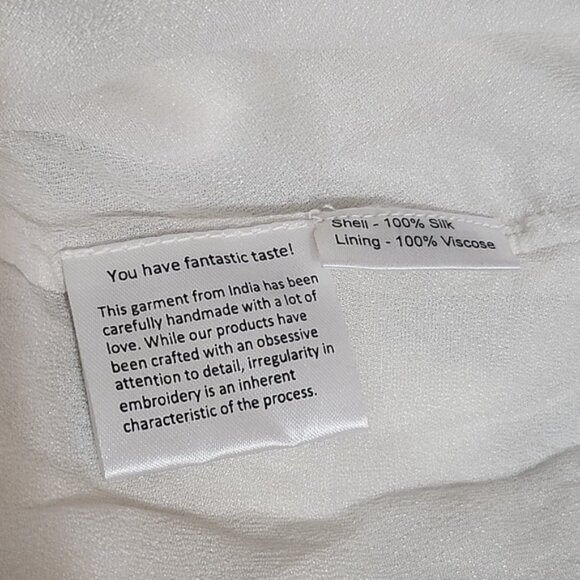 You have fantastic taste!
This garment from India has been
carefully handmade with a lot of
love. While our products have
been crafted with an obsessive
attention to detail, irregularity in
embroidery is an inherent
characteristic of the process.
Shell - 100% Silk
Lining - 100% Viscose